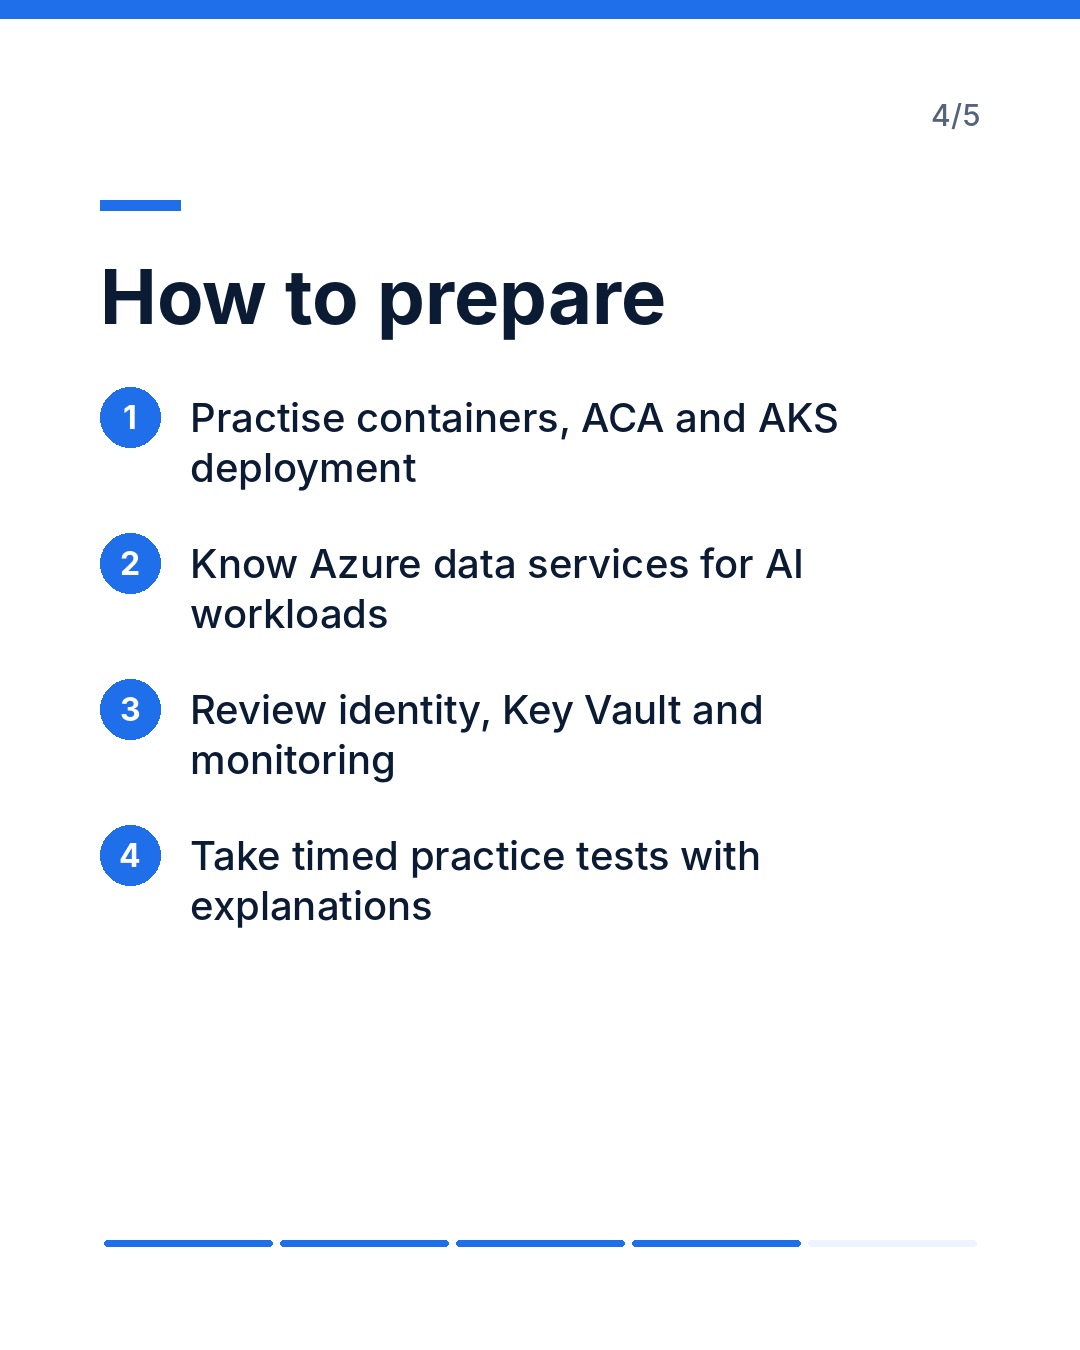 4/5
How to prepare
1 Practise containers, ACA and AKS
deployment
2 Know Azure data services for AI
workloads
3 Review identity, Key Vault and
monitoring
4 Take timed practice tests with
explanations